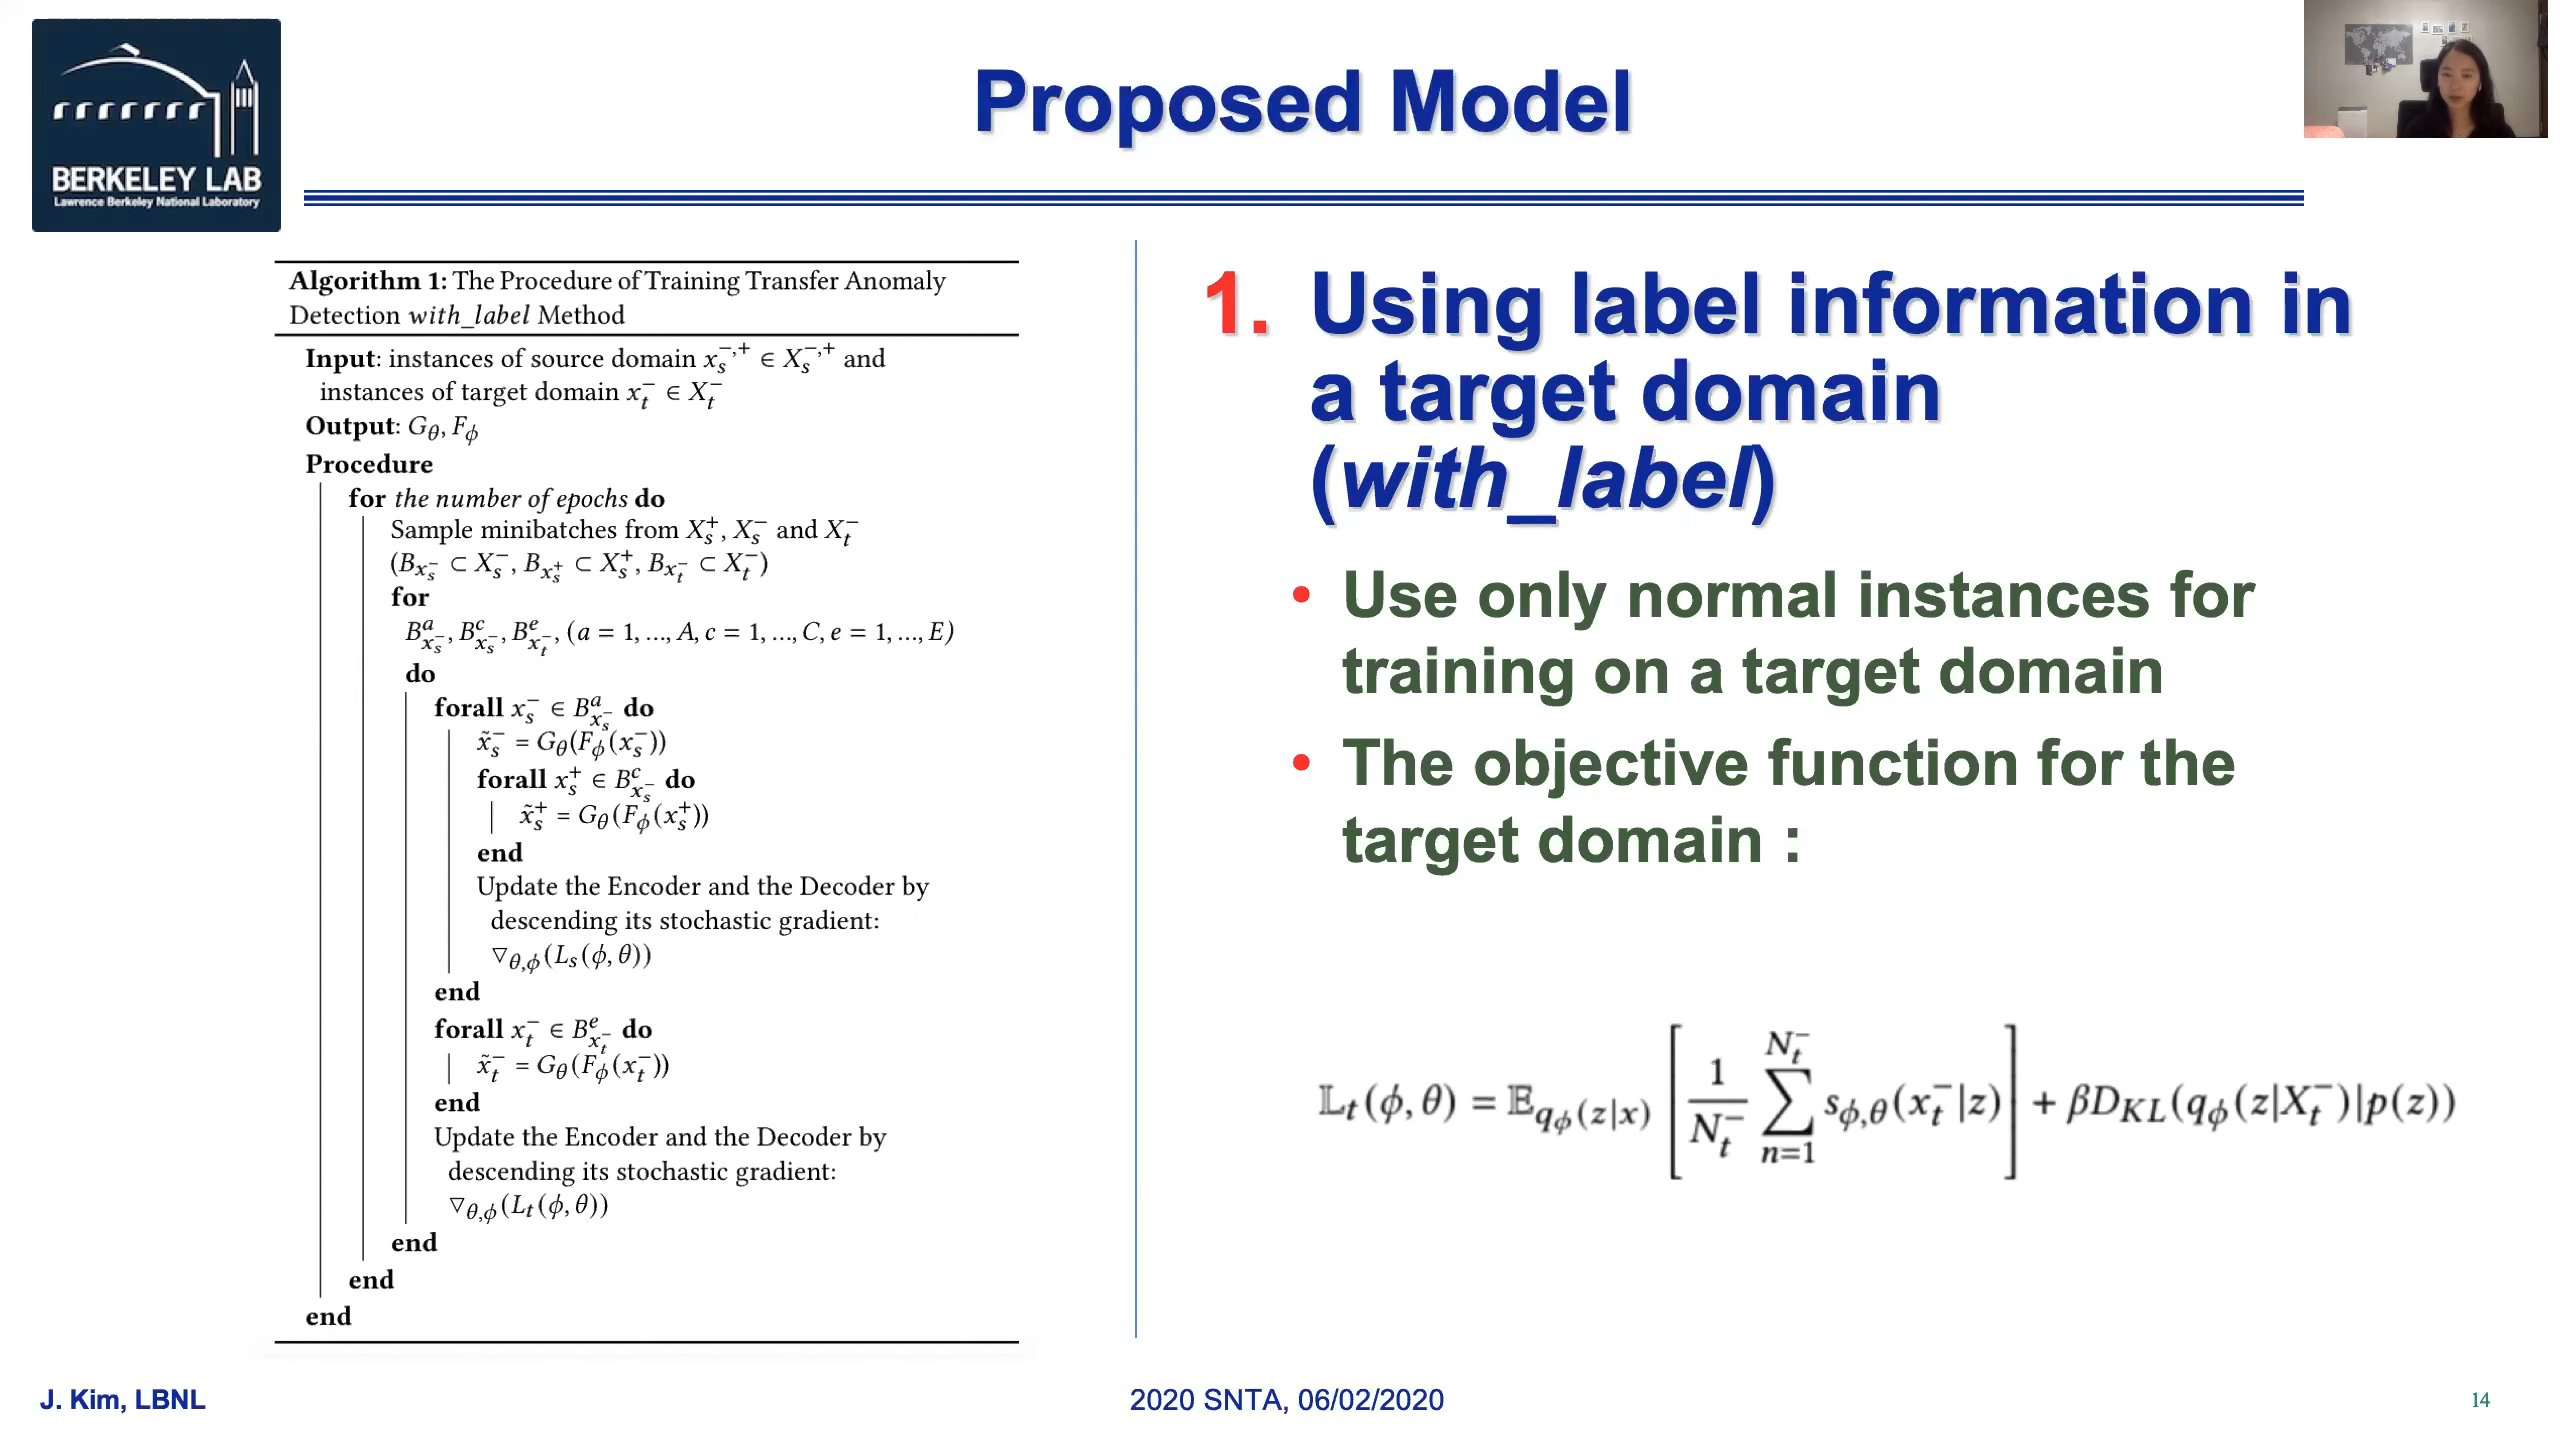 BERKELEY LAB
Lawrence Berkeley National Laboratory
Proposed Model
Algorithm 1: The Procedure of Training Transfer Anomaly
Detection with_label Method
Input: instances of source domain x_s^{-,+} ∈ X_s^{-,+} and
instances of target domain x_t^- ∈ X_t^-
Output: G_θ, F_ϕ
Procedure
for the number of epochs do
Sample minibatches from X_s^+, X_s^- and X_t^-
(B_{x_s^-} ⊂ X_s^-, B_{x_s^+} ⊂ X_s^+, B_{x_t^-} ⊂ X_t^-)
for
B_{x_s^-}^a, B_{x_s^-}^c, B_{x_t^-}^e, (a = 1, ..., A, c = 1, ..., C, e = 1, ..., E)
do
forall x_s^- ∈ B_{x_s^-}^a do
x̃_s^- = G_θ(F_ϕ(x_s^-))
forall x_s^+ ∈ B_{x_s^-}^c do
x̃_s^+ = G_θ(F_ϕ(x_s^+))
end
Update the Encoder and the Decoder by
descending its stochastic gradient:
▽_{θ,ϕ}(L_s(ϕ, θ))
end
forall x_t^- ∈ B_{x_t^-}^e do
x̃_t^- = G_θ(F_ϕ(x_t^-))
end
Update the Encoder and the Decoder by
descending its stochastic gradient:
▽_{θ,ϕ}(L_t(ϕ, θ))
end
end
end
1. Using label information in
a target domain
(with_label)
• Use only normal instances for
training on a target domain
• The objective function for the
target domain :
𝕃_t(ϕ, θ) = 𝔼_{q_ϕ(z|x)} [ \frac{1}{N_t^-} ∑_{n=1}^{N_t^-} s_{ϕ,θ}(x_t^-|z) ] + βD_{KL}(q_ϕ(z|X_t^-)|p(z))
J. Kim, LBNL
2020 SNTA, 06/02/2020
14